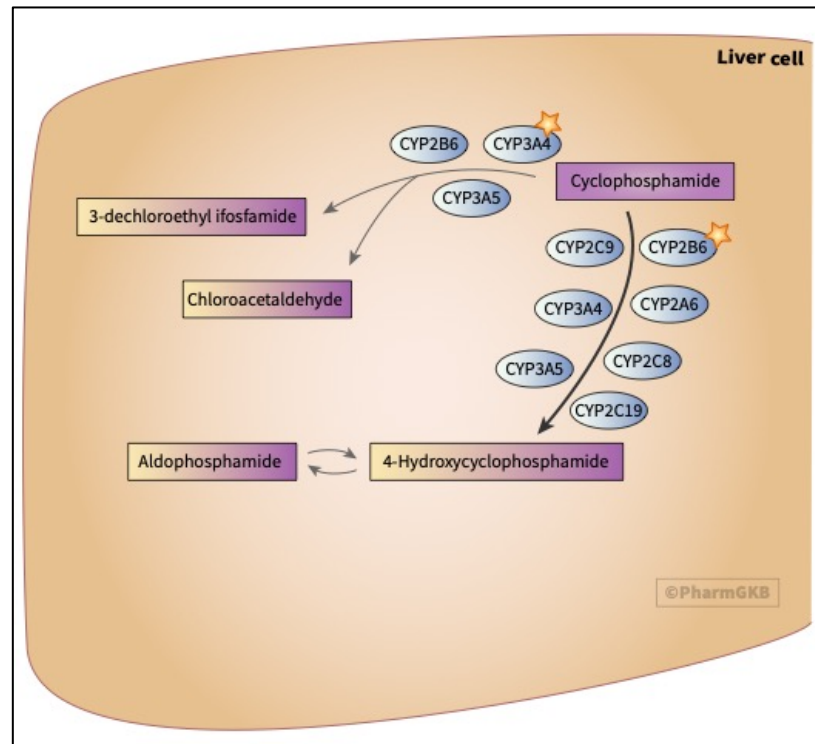 Liver cell
CYP2B6
CYP3A4
CYP3A5
Cyclophosphamide
3-dechloroethyl ifosfamide
Chloroacetaldehyde
CYP2C9
CYP2B6
CYP3A4
CYP2A6
CYP3A5
CYP2C8
CYP2C19
Aldophosphamide
4-Hydroxycyclophosphamide
©PharmGKB